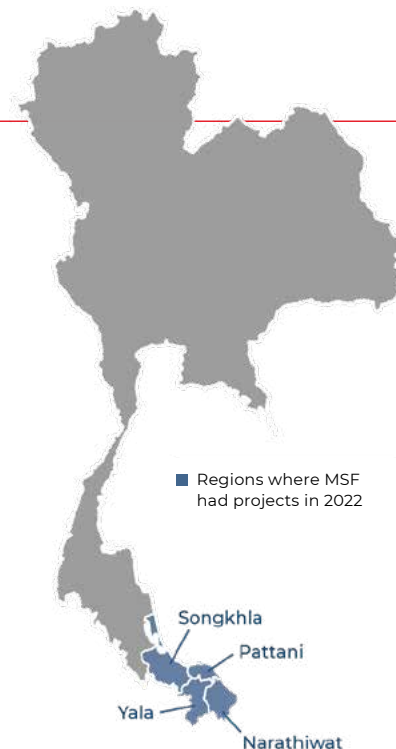 Regions where MSF
had projects in 2022
Songkhla
Pattani
Yala
Narathiwat